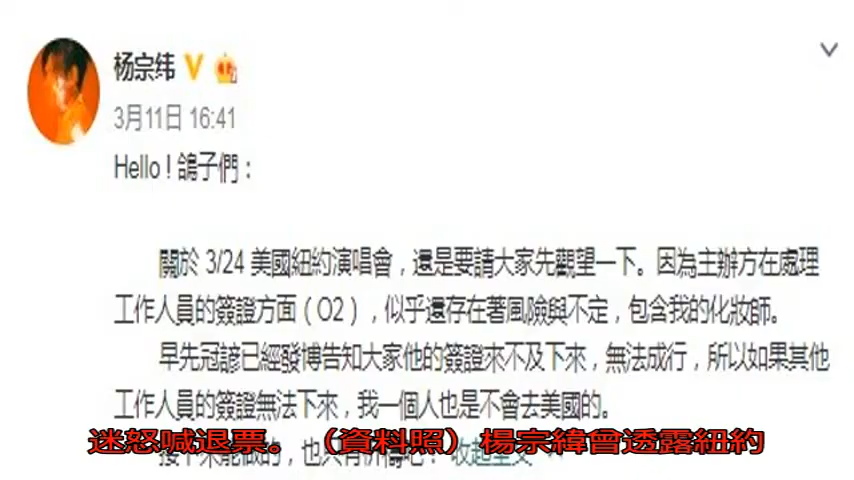 杨宗纬
3月11日 16:41
Hello！鴿子們：
關於 3/24 美國紐約演唱會，還是要請大家先觀望一下。因為主辦方在處理
工作人員的簽證方面（O2），似乎還存在著風險與不定，包含我的化妝師。
早先冠諺已經發博告知大家他的簽證來不及下來，無法成行，所以如果其他
工作人員的簽證無法下來，我一個人也是不會去美國的。
迷怒喊退票。（資料照）楊宗緯曾透露紐約